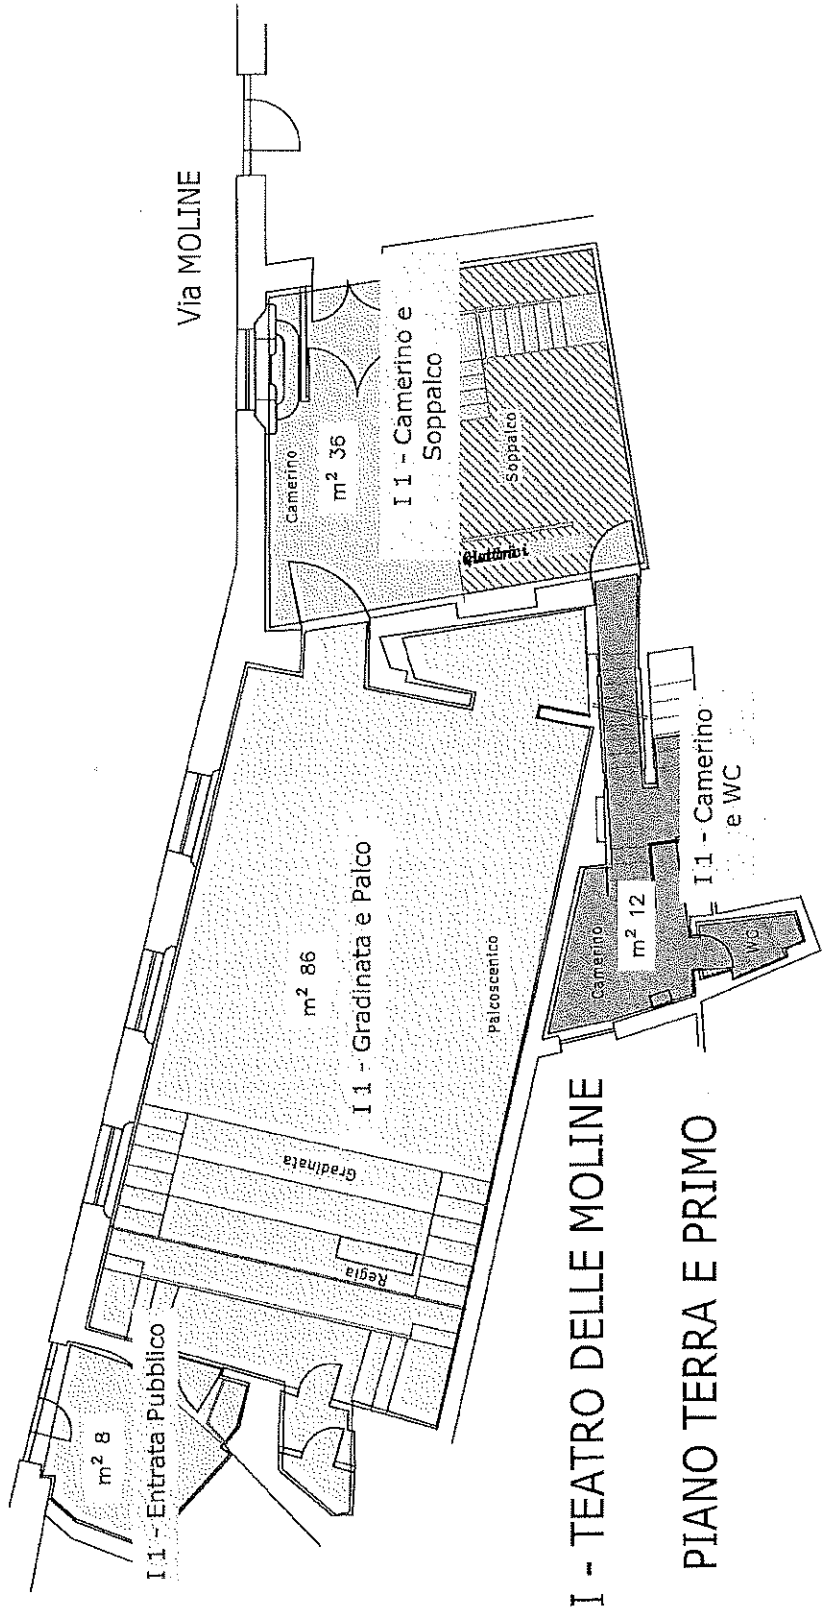 Via MOLINE
Camerino
m² 36
I 1 - Camerino e
Soppalco
Soppalco
m² 86
I 1 - Gradinata e Palco
Palcoscenico
Gradinata
Regia
m² 8
I 1 - Entrata Pubblico
Camerino
m² 12
I 1 - Camerino
e WC
WC
I - TEATRO DELLE MOLINE
PIANO TERRA E PRIMO